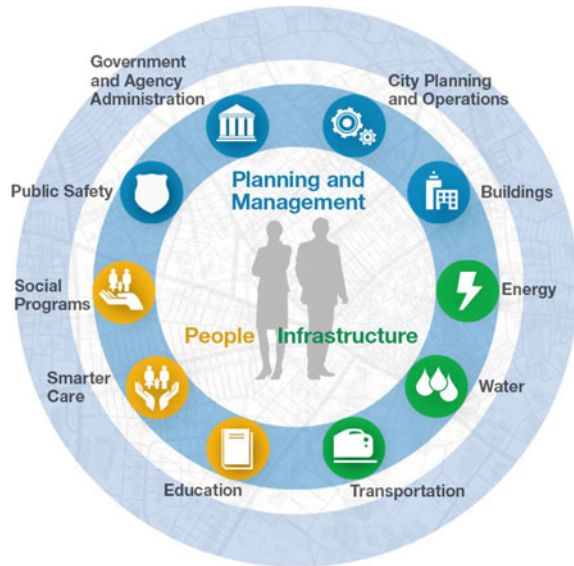 Government
and Agency
Administration
City Planning
and Operations
Public Safety
Planning and
Management
Buildings
Social
Programs
Energy
People
Infrastructure
Smarter
Care
Water
Education
Transportation